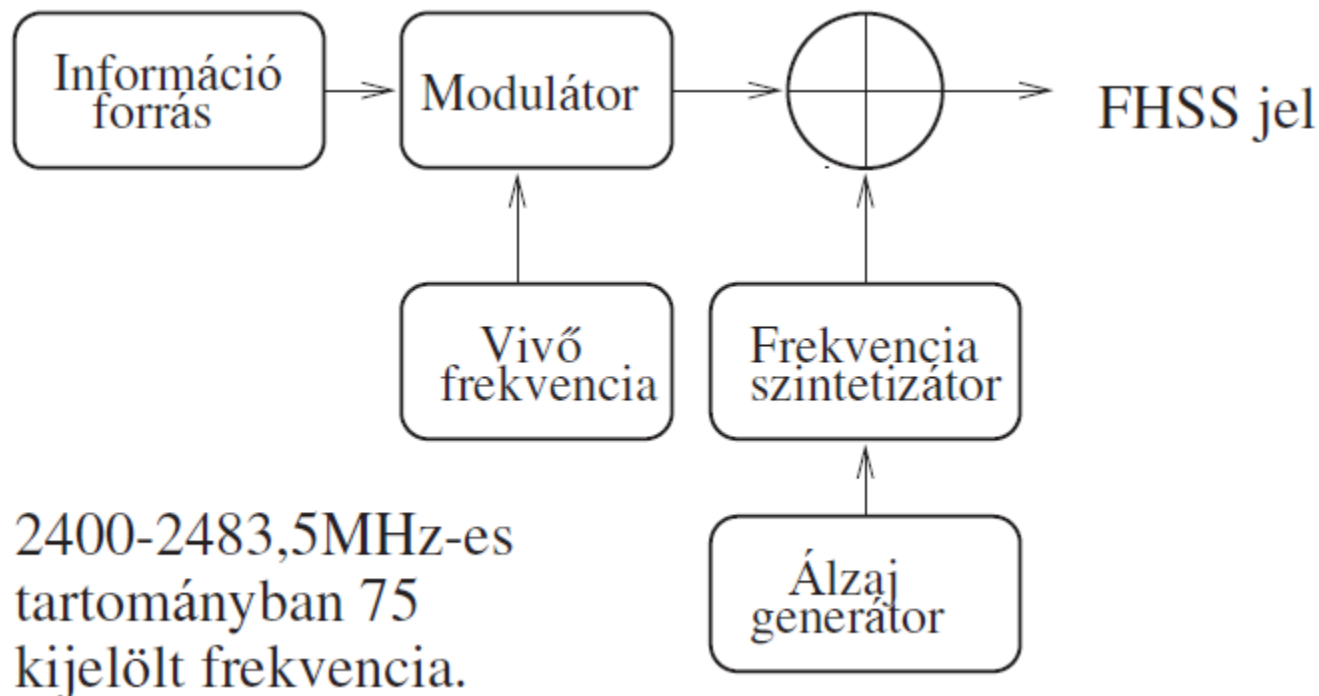 Információ
forrás
Modulátor
FHSS jel
Vivő
frekvencia
Frekvencia
szintetizátor
Álzaj
generátor
2400-2483,5MHz-es
tartományban 75
kijelölt frekvencia.